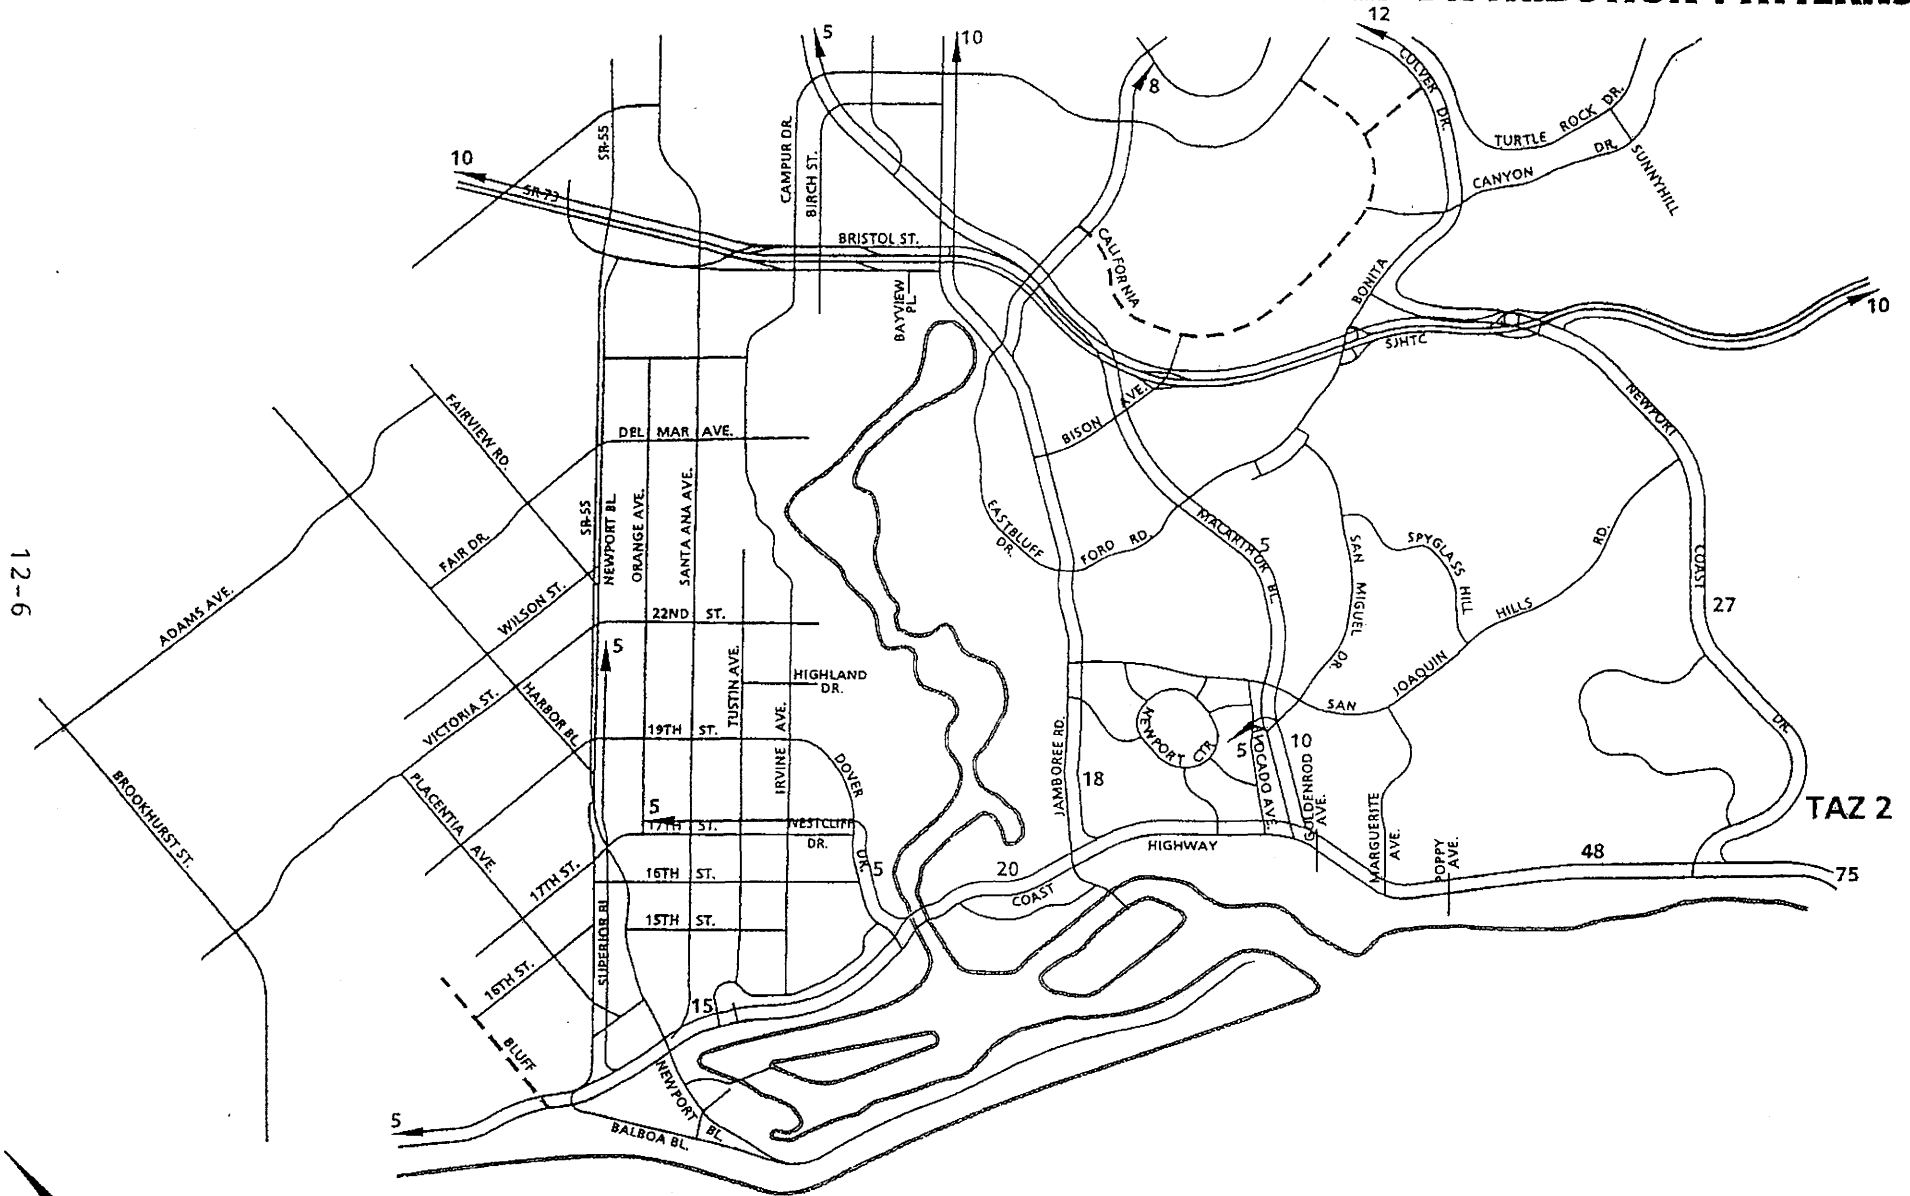 12
5
10
CULVER DR.
8
TURTLE ROCK DR.
SR-55
CAMPUR DR.
BIRCH ST.
10
SR-73
CANYON DR.
SUNNYHILL
BRISTOL ST.
CALIFORNIA
BAYVIEW
PL.
BONITA
10
SJHTC
FAIRVIEW RD.
BISON AVE.
NEWPORT
DEL MAR AVE.
SR-55
NEWPORT BL.
ORANGE AVE.
SANTA ANA AVE.
EASTBLUFF
DR.
FORD RD.
MACARTHUR BL.
5
SAN MIGUEL DR.
SPYGLASS HILL
RD.
COAST
FAIR DR.
12-6
ADAMS AVE.
WILSON ST.
22ND ST.
HILLS
27
5
TUSTIN AVE.
HIGHLAND
DR.
JOAQUIN
SAN
VICTORIA ST.
HARBOR BL.
19TH ST.
IRVINE AVE.
DOVER
DR.
JAMBOREE RD.
NEWPORT CTR.
5
AVOCADO AVE.
10
GOLDENROD
AVE.
DR.
BROOKHURST ST.
PLACENTIA AVE.
18
MARGUERITE
AVE.
TAZ 2
5
17TH ST.
WESTCLIFF
DR.
HIGHWAY
POPPY
AVE.
48
17TH ST.
16TH ST.
5
20
COAST
75
SUPERIOR BL.
15TH ST.
16TH ST.
15
BLUFF
NEWPORT BL.
5
BALBOA BL.